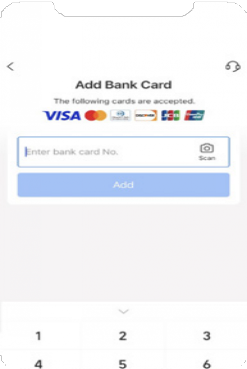 Add Bank Card
The following cards are accepted.
VISA
Enter bank card No.
Scan
Add
1 2 3
4 5 6